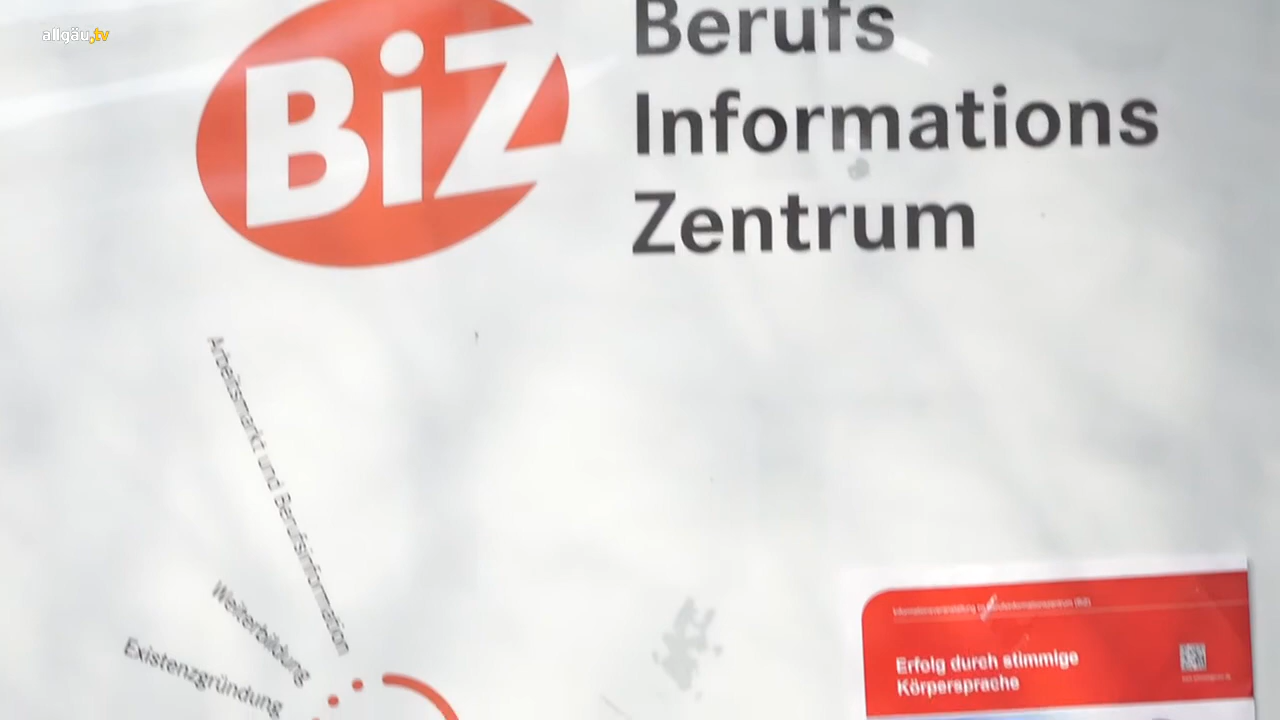 allgäu.tv
BiZ
Berufs
Informations
Zentrum
Arbeitsmarkt und Berufsinformation
Weiterbildung
Existenzgründung
Erfolg durch stimmige
Körpersprache